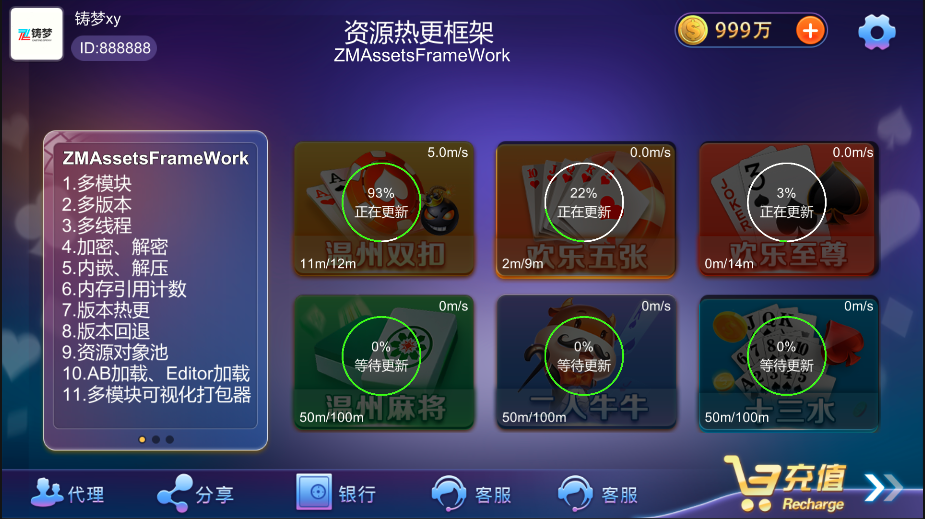 铸梦
铸梦xy
ID:888888
资源热更框架
ZMAssetsFrameWork
999万
ZMAssetsFrameWork
1.多模块
2.多版本
3.多线程
4.加密、解密
5.内嵌、解压
6.内存引用计数
7.版本热更
8.版本回退
9.资源对象池
10.AB加载、Editor加载
11.多模块可视化打包器
5.0m/s
93%
正在更新
温州双扣
11m/12m
0.0m/s
22%
正在更新
欢乐五张
2m/9m
0.0m/s
JOKER
3%
正在更新
欢乐至尊
0m/14m
0m/s
0%
等待更新
温州麻将
50m/100m
0m/s
0%
等待更新
二人牛牛
50m/100m
0m/s
0%
等待更新
十三水
50m/100m
代理
分享
银行
客服
客服
充值
Recharge